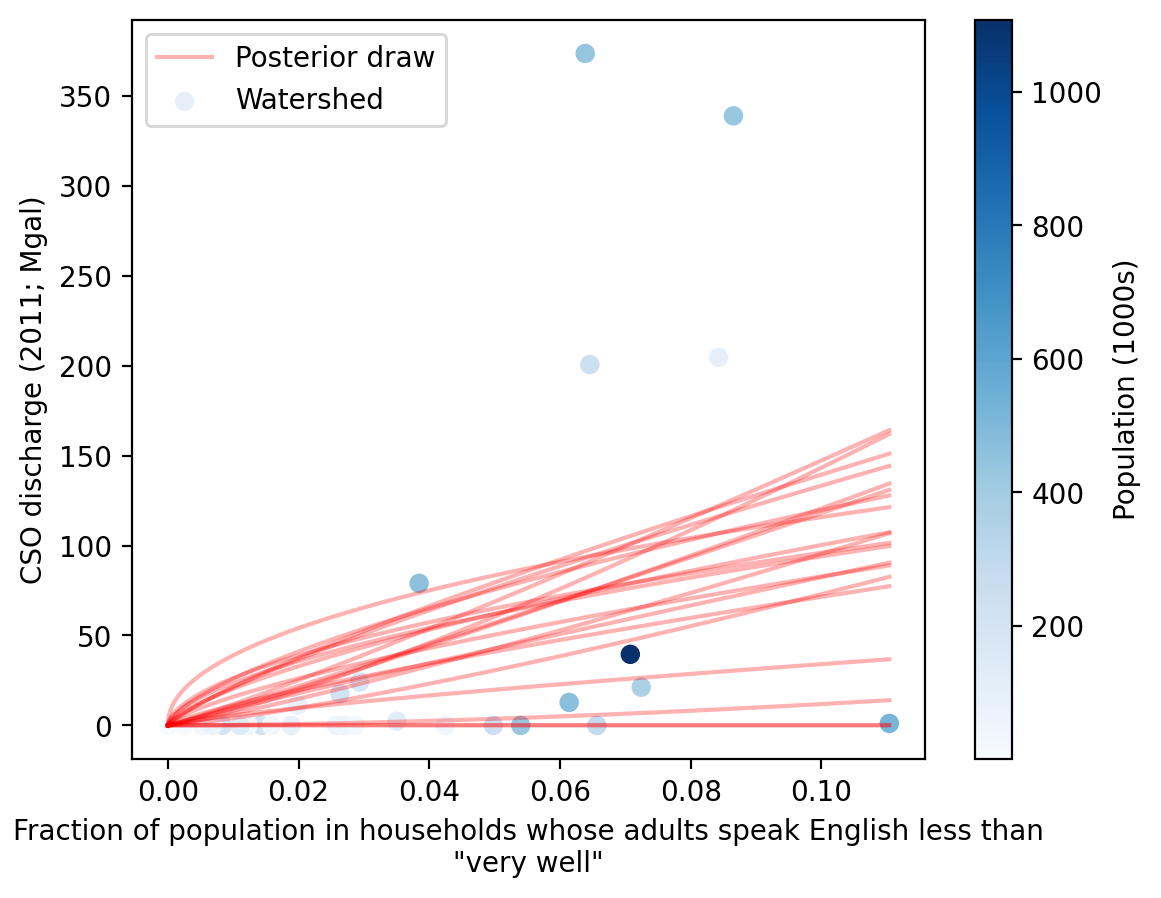 Posterior draw
Watershed
CSO discharge (2011; Mgal)
350
300
250
200
150
100
50
0
0.00 0.02 0.04 0.06 0.08 0.10
Fraction of population in households whose adults speak English less than
"very well"
1000
800
600
400
200
Population (1000s)